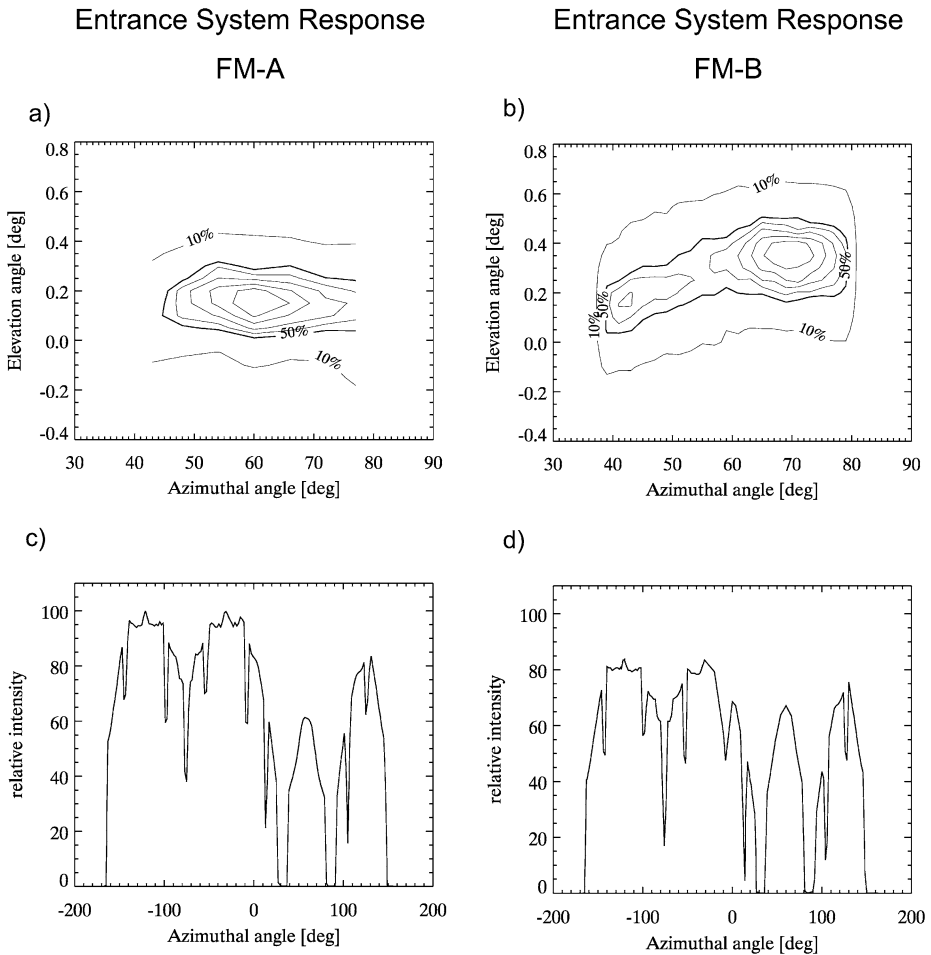 Entrance System Response
FM-A
Entrance System Response
FM-B
a)
0.8
0.6
0.4
0.2
0.0
-0.2
-0.4
Elevation angle [deg]
10%
50%
10%
30 40 50 60 70 80 90
Azimuthal angle [deg]
b)
0.8
0.6
0.4
0.2
0.0
-0.2
-0.4
Elevation angle [deg]
10%
50%
50%
10%
10%
30 40 50 60 70 80 90
Azimuthal angle [deg]
c)
100
80
60
40
20
0
relative intensity
-200 -100 0 100 200
Azimuthal angle [deg]
d)
100
80
60
40
20
0
relative intensity
-200 -100 0 100 200
Azimuthal angle [deg]